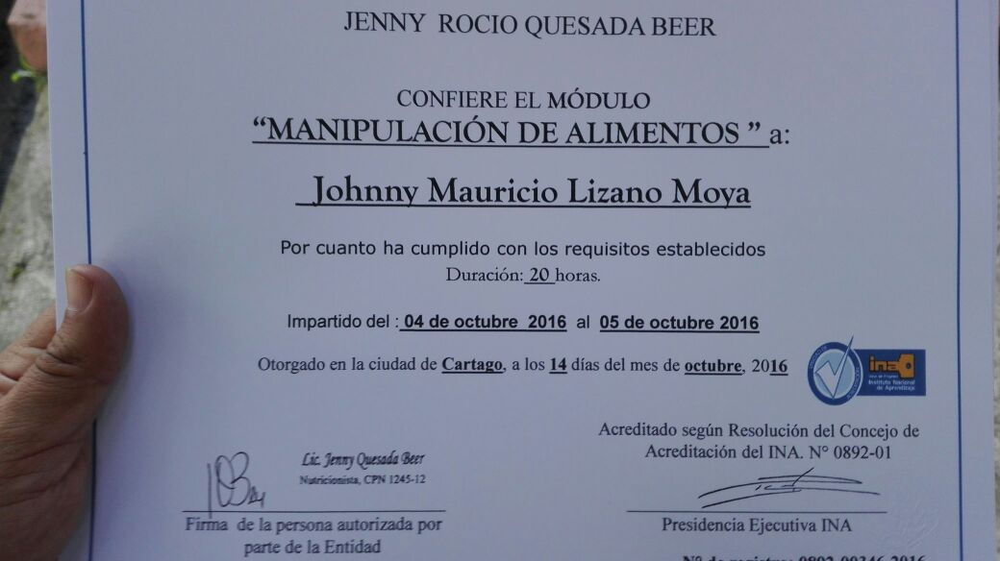 JENNY ROCIO QUESADA BEER
CONFIERE EL MÓDULO
“MANIPULACIÓN DE ALIMENTOS ” a:
Johnny Mauricio Lizano Moya
Por cuanto ha cumplido con los requisitos establecidos
Duración: 20 horas.
Impartido del : 04 de octubre 2016 al 05 de octubre 2016
Otorgado en la ciudad de Cartago, a los 14 días del mes de octubre, 2016
ina
Instituto Nacional
de Aprendizaje
Acreditado según Resolución del Concejo de
Acreditación del INA. N° 0892-01
Lic. Jenny Quesada Beer
Nutricionista, CPN 1245-12
Firma de la persona autorizada por
parte de la Entidad
Presidencia Ejecutiva INA
N° de registro: 0892-00346-2016